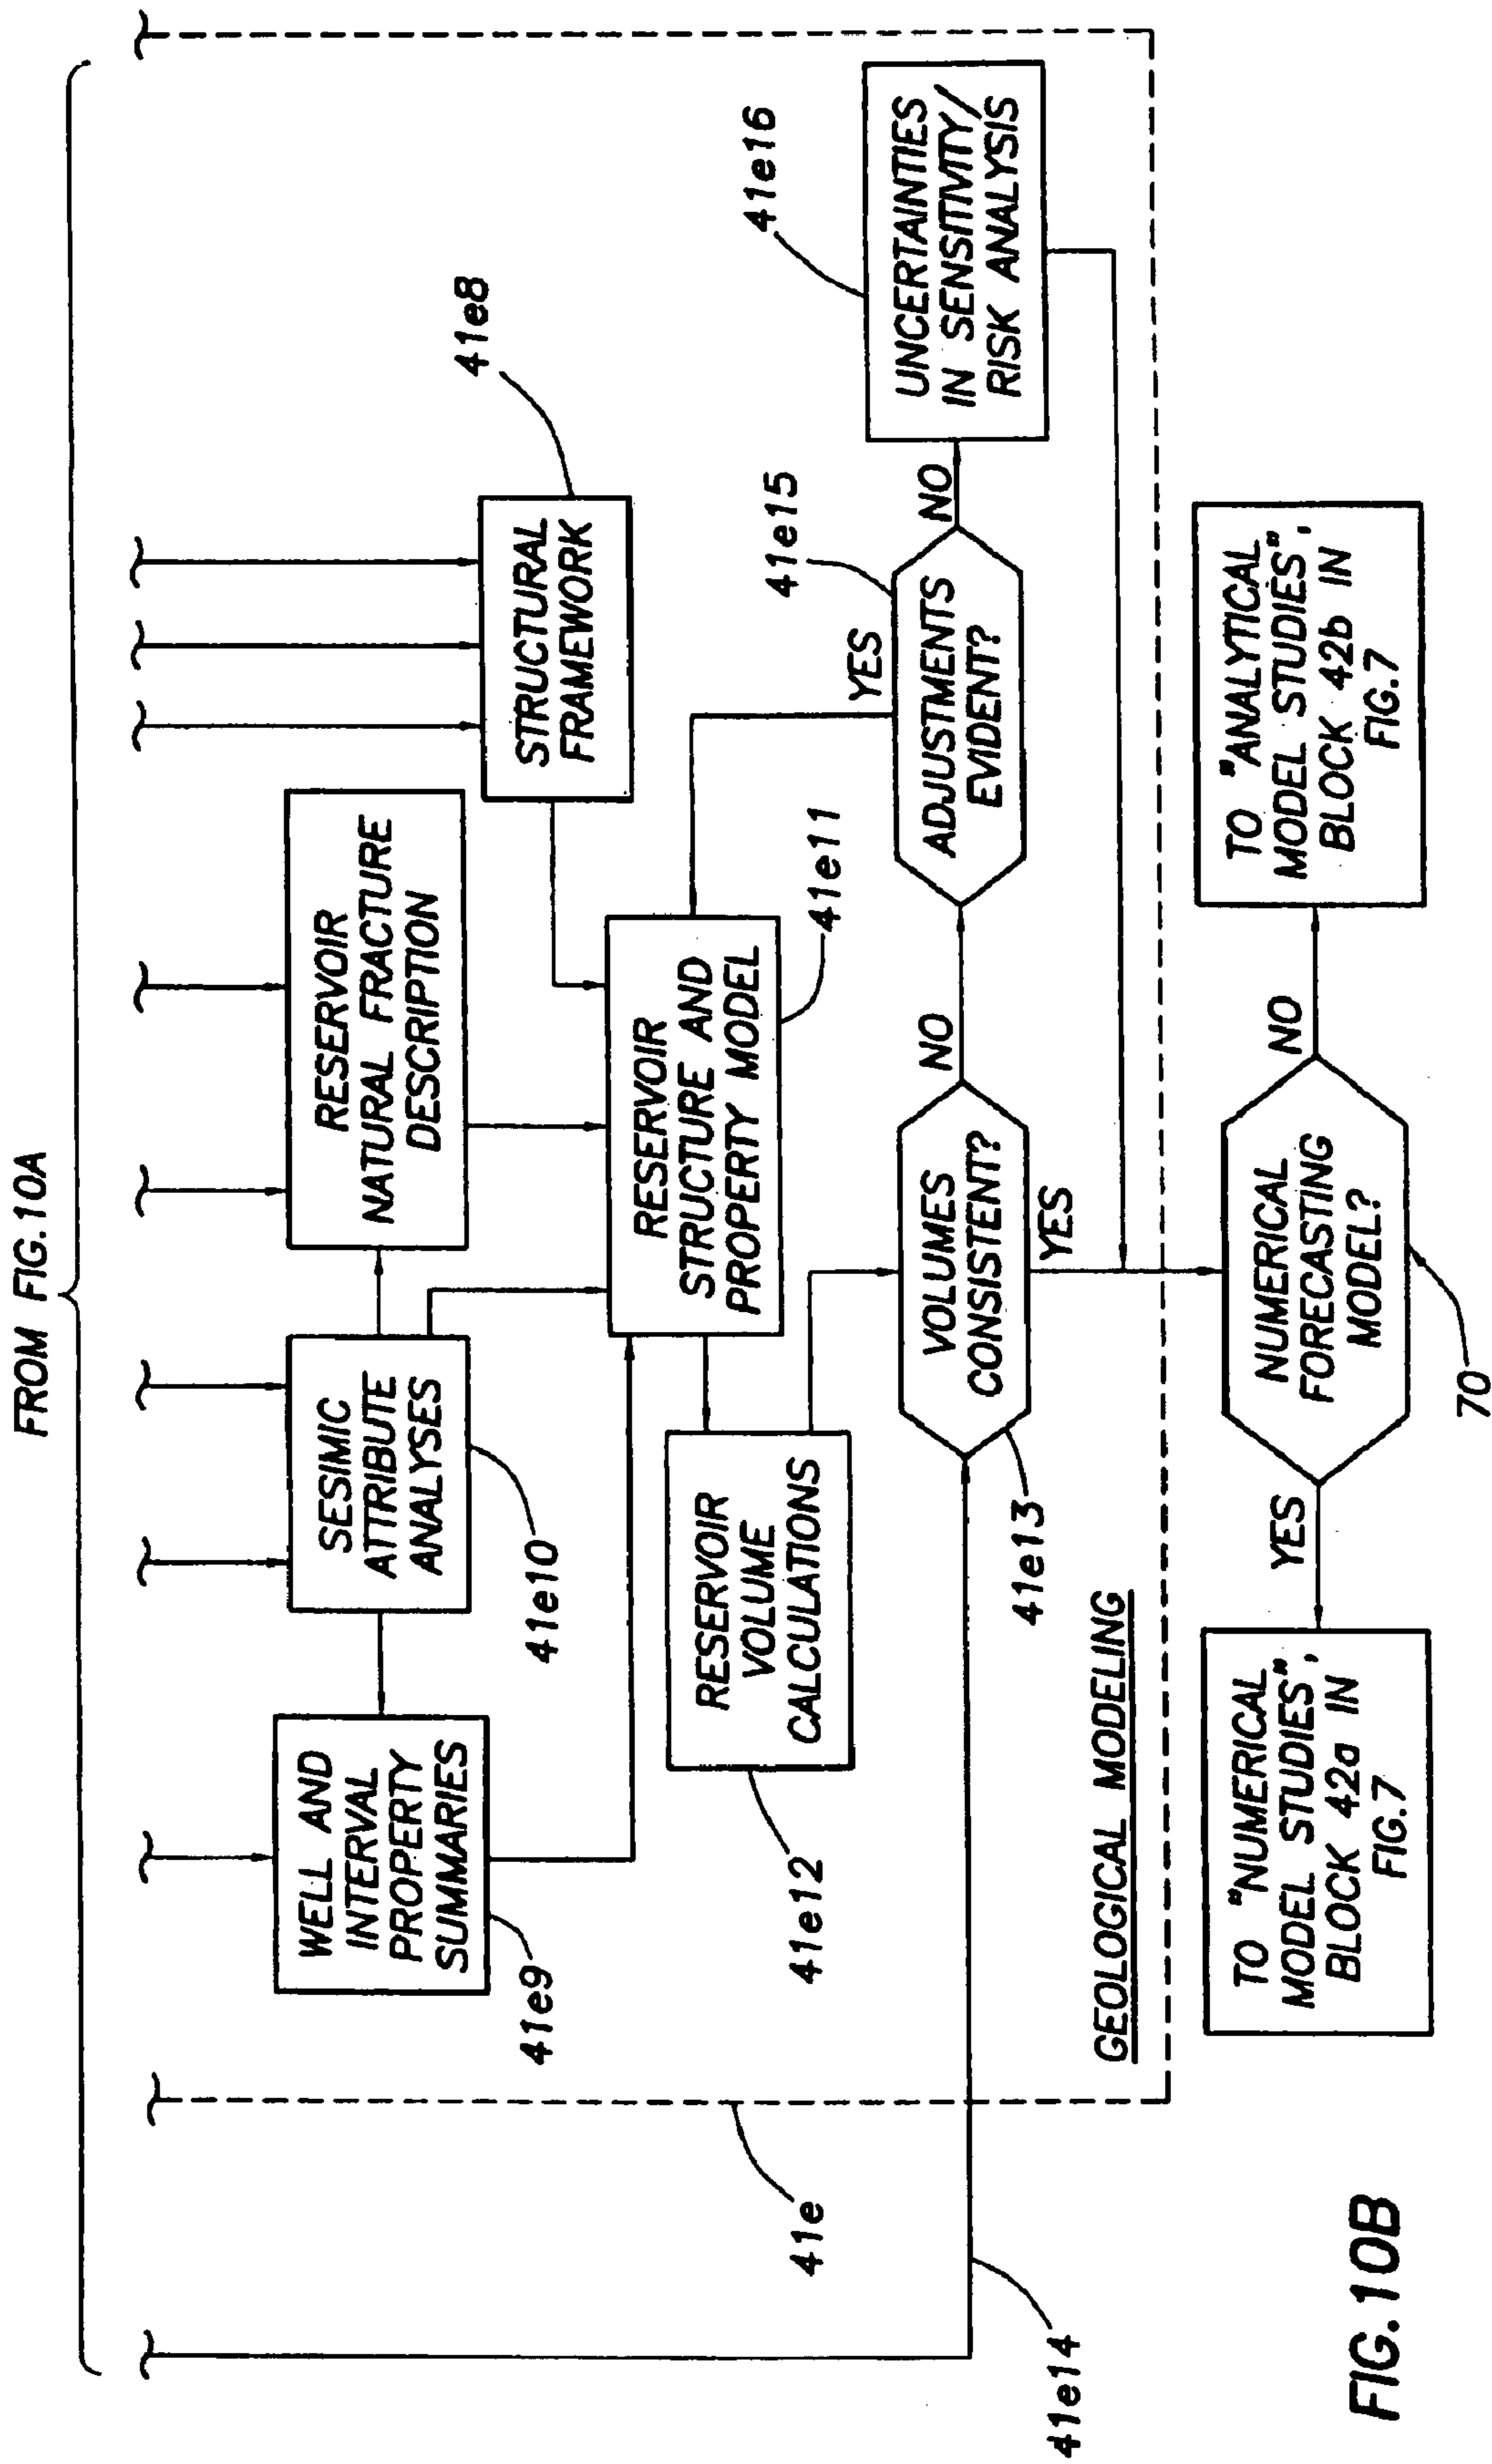 FROM FIG.10A
WELL AND
INTERVAL
PROPERTY
SUMMARIES
41e9
SESIMIC
ATTRIBUTE
ANALYSES
41e10
RESERVOIR
NATURAL FRACTURE
DESCRIPTION
STRUCTURAL
FRAMEWORK
41e8
RESERVOIR
STRUCTURE AND
PROPERTY MODEL
41e11
RESERVOIR
VOLUME
CALCULATIONS
41e12
VOLUMES
CONSISTENT?
41e13
NO
YES
ADJUSTMENTS
EVIDENT?
41e15
YES
NO
UNCERTAINTIES
IN SENSITIVITY/
RISK ANALYSIS
41e16
41e
41e14
GEOLOGICAL MODELING
NUMERICAL
FORECASTING
MODEL?
70
YES
NO
TO "NUMERICAL
MODEL STUDIES",
BLOCK 42a IN
FIG.7
TO "ANALYTICAL
MODEL STUDIES",
BLOCK 42b IN
FIG.7
FIG.10B